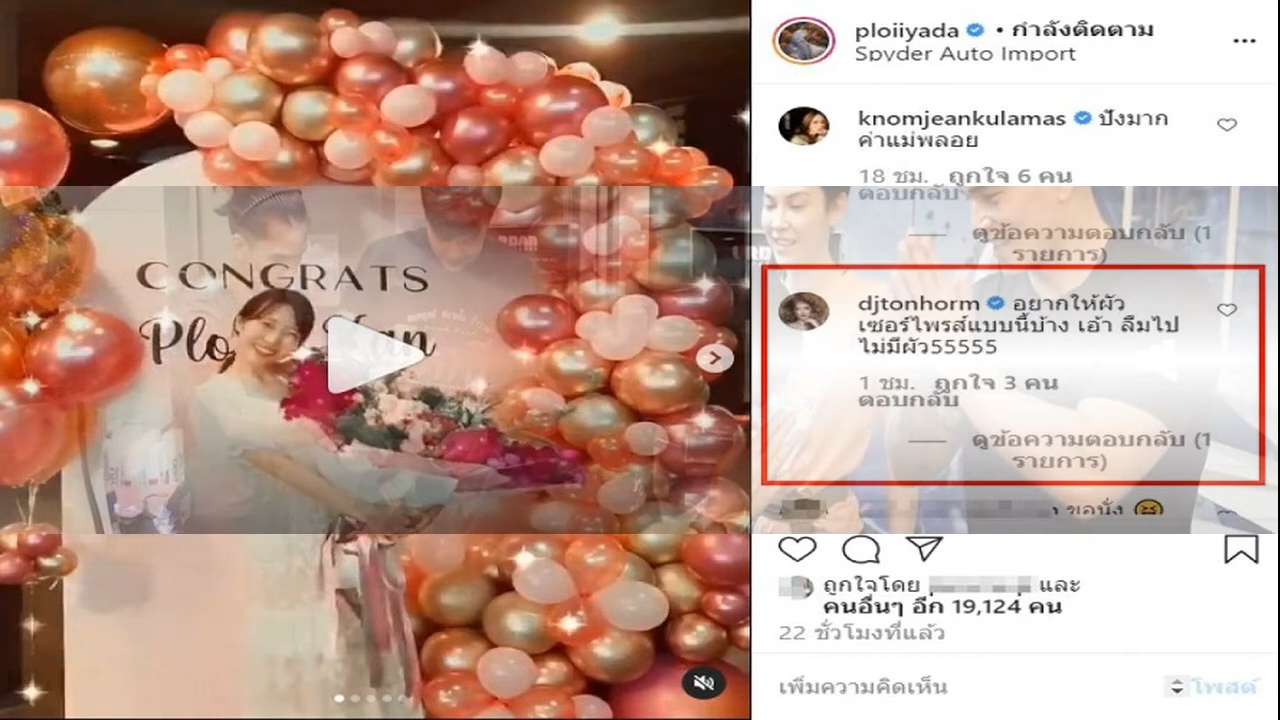 CONGRATS
Plo
an
ploiiyada • กำลังติดตาม
Spyder Auto Import
knomjeankulamas ปังมาก
ค่าแม่พลอย
18 ชม. ถูกใจ 6 คน
ตอบกลับ
ดูข้อความตอบกลับ (1
รายการ)
djtonhorm อยากให้ผัว
เซอร์ไพรส์แบบนี้บ้าง เอ้า ลืมไป
ไม่มีผัว55555
1 ชม. ถูกใจ 3 คน
ตอบกลับ
ดูข้อความตอบกลับ (1
รายการ)
ขอนั่ง
ถูกใจโดย และ
คนอื่นๆ อีก 19,124 คน
22 ชั่วโมงที่แล้ว
เพิ่มความคิดเห็น
โพสต์